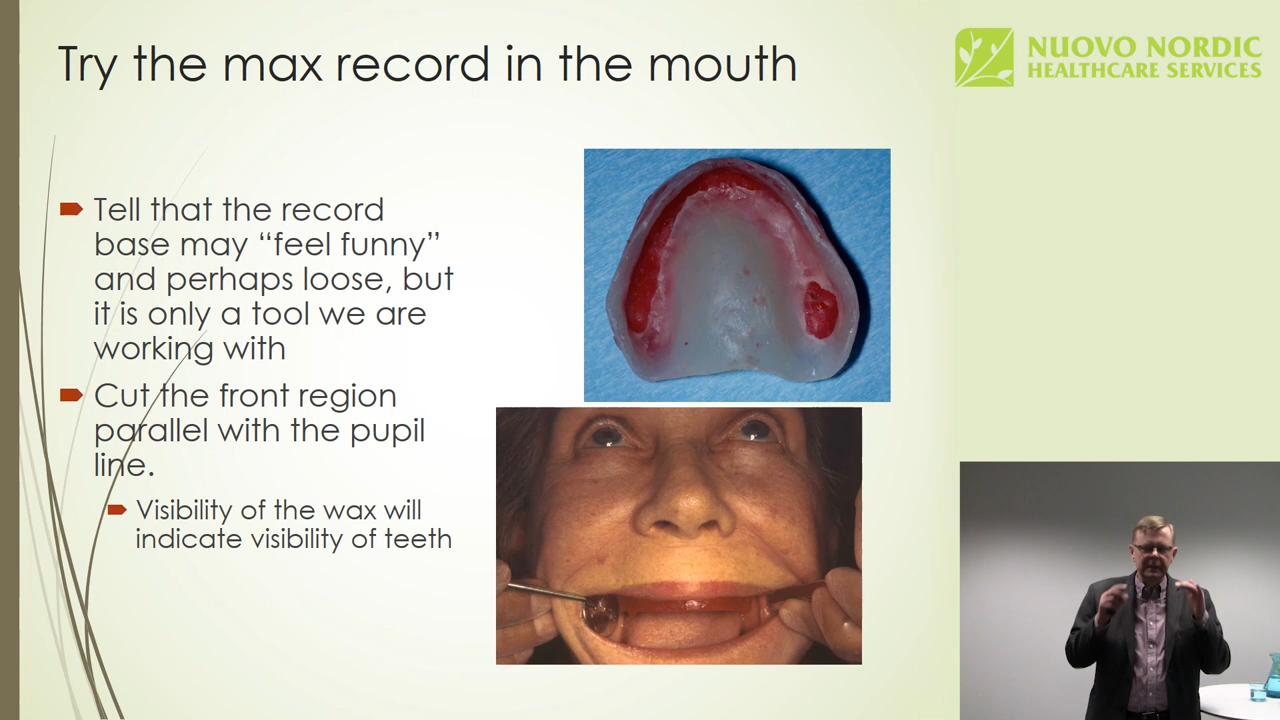 Try the max record in the mouth
NUOVO NORDIC
HEALTHCARE SERVICES
Tell that the record
base may “feel funny”
and perhaps loose, but
it is only a tool we are
working with
Cut the front region
parallel with the pupil
line.
Visibility of the wax will
indicate visibility of teeth